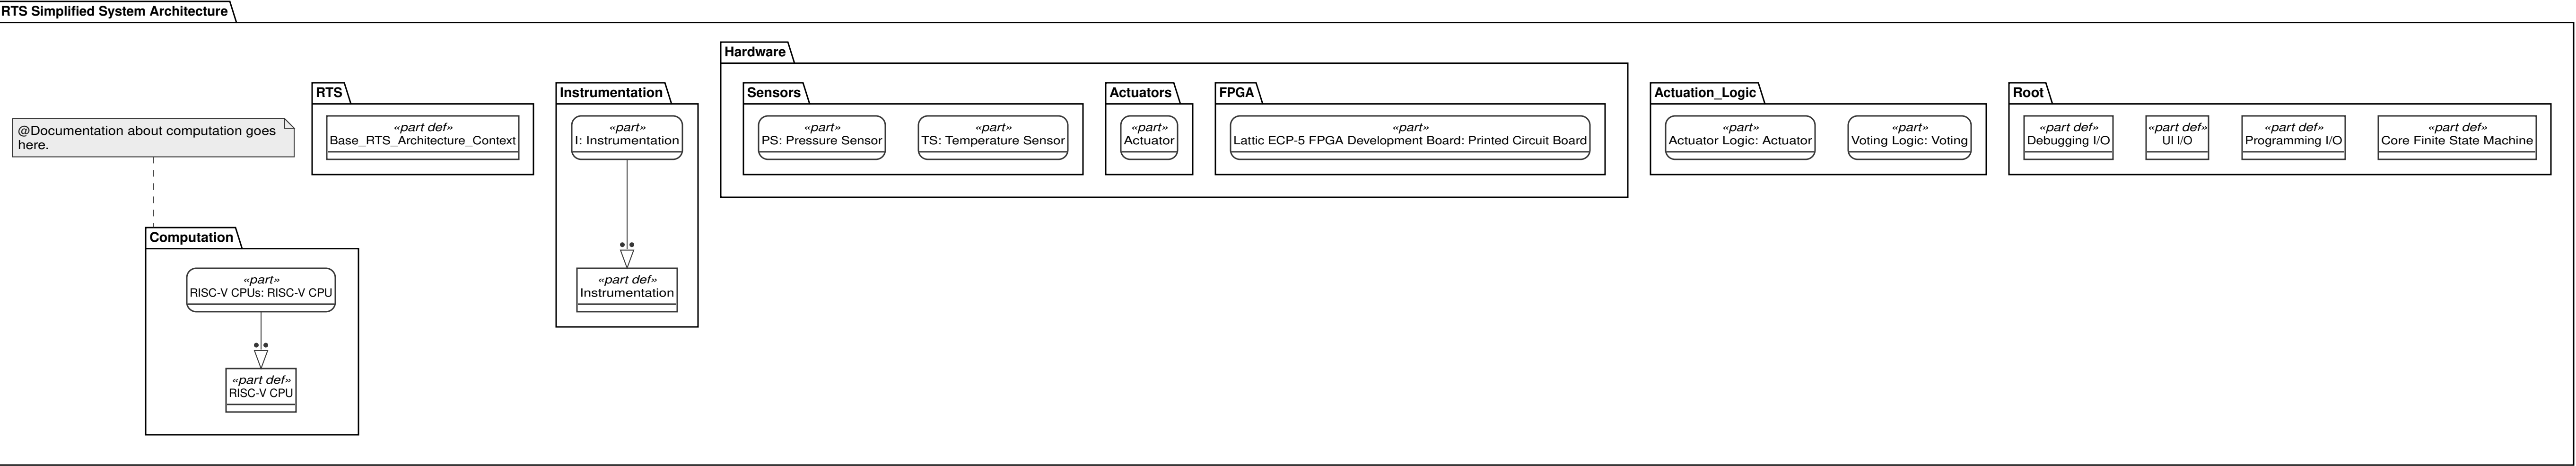 RTS Simplified System Architecture
@Documentation about computation goes
here.
Computation
«part»
RISC-V CPUs: RISC-V CPU
«part def»
RISC-V CPU
RTS
«part def»
Base_RTS_Architecture_Context
Instrumentation
«part»
I: Instrumentation
«part def»
Instrumentation
Hardware
Sensors
«part»
PS: Pressure Sensor
«part»
TS: Temperature Sensor
Actuators
«part»
Actuator
FPGA
«part»
Lattic ECP-5 FPGA Development Board: Printed Circuit Board
Actuation_Logic
«part»
Actuator Logic: Actuator
«part»
Voting Logic: Voting
Root
«part def»
Debugging I/O
«part def»
UI I/O
«part def»
Programming I/O
«part def»
Core Finite State Machine